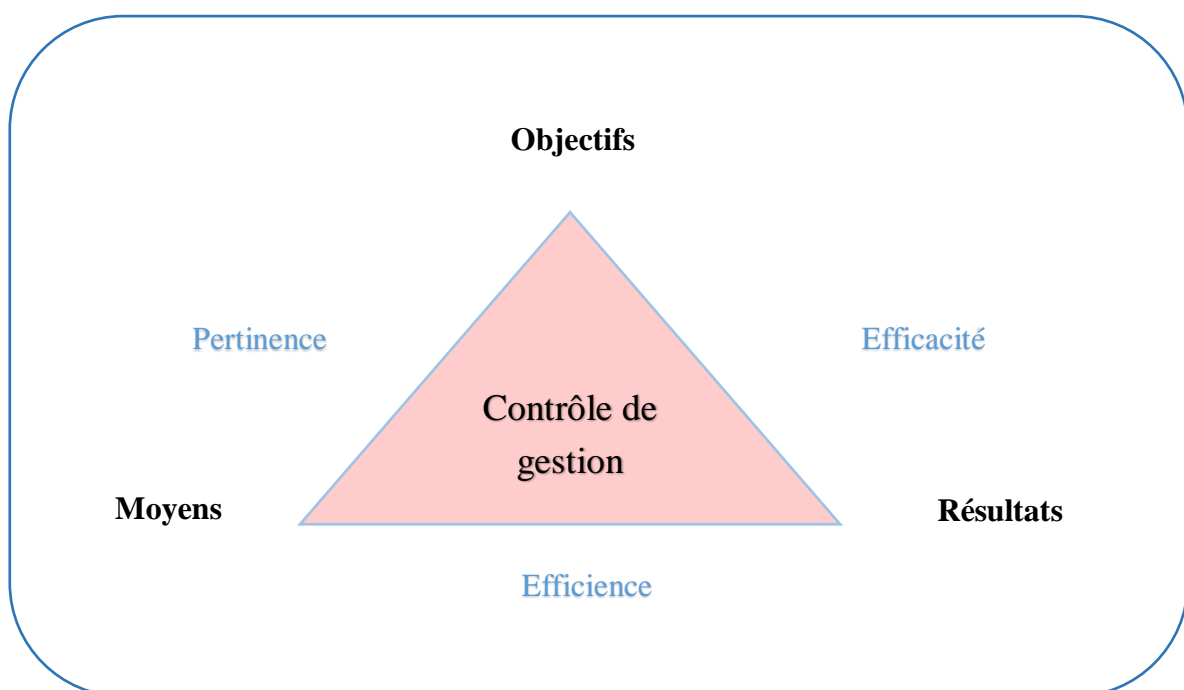 Objectifs
Pertinence
Efficacité
Contrôle de
gestion
Moyens
Résultats
Efficience